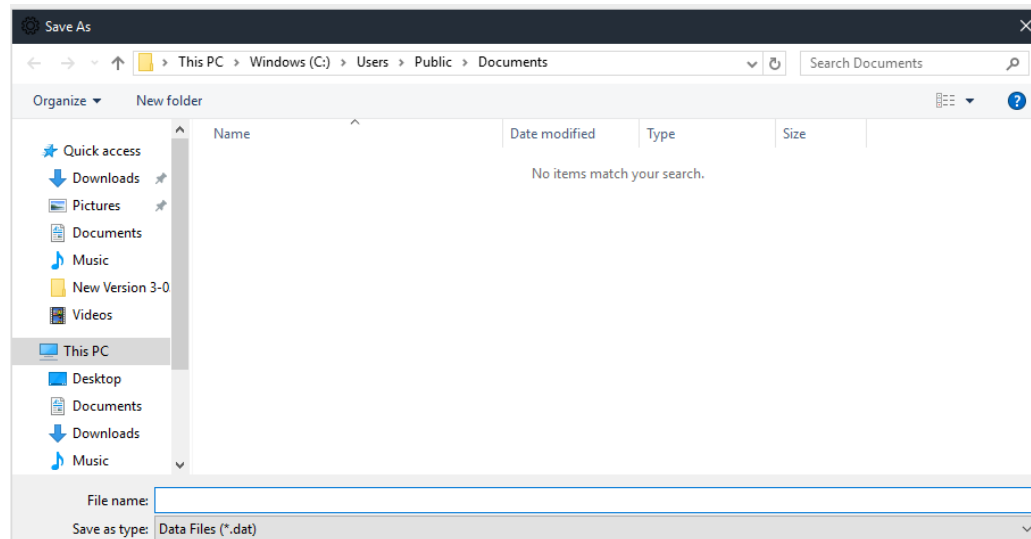 Save As
This PC > Windows (C:) > Users > Public > Documents
Search Documents
Organize
New folder
Name
Date modified
Type
Size
No items match your search.
Quick access
Downloads
Pictures
Documents
Music
New Version 3-0
Videos
This PC
Desktop
Documents
Downloads
Music
File name:
Save as type: Data Files (*.dat)